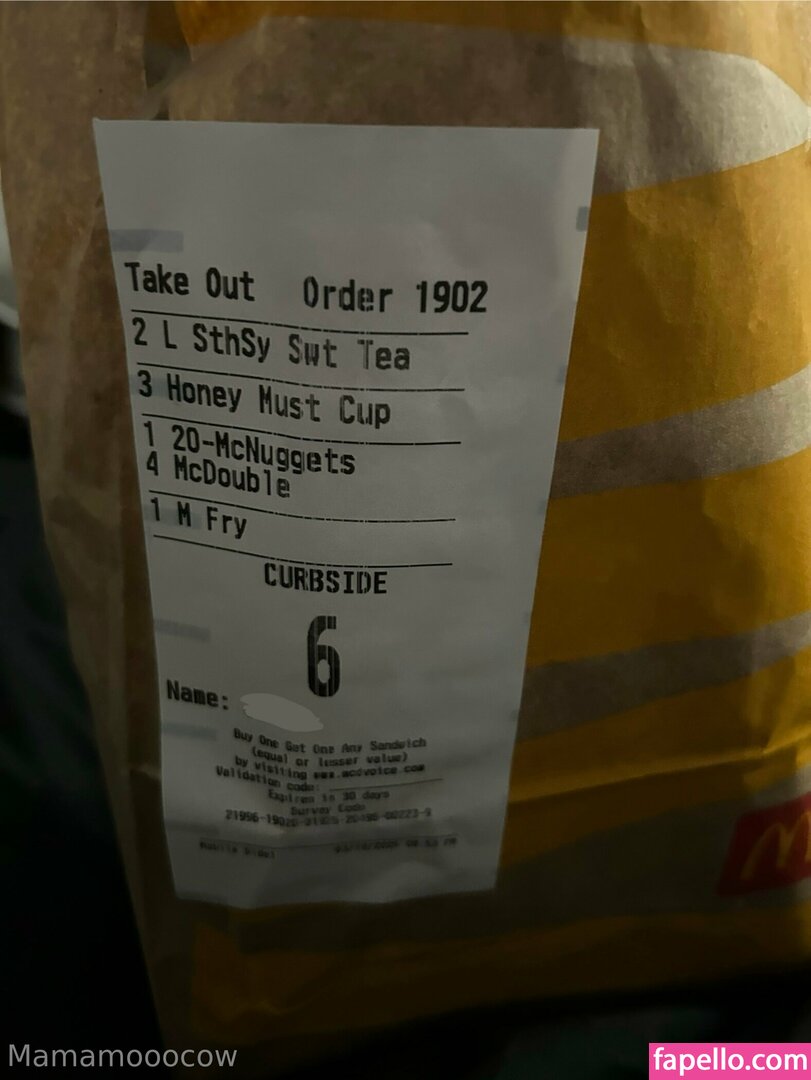 Take Out Order 1902
2 L SthSy Swt Tea
3 Honey Must Cup
1 20-McNuggets
4 McDouble
1 M Fry
CURBSIDE
6
Name:
Buy One Get One Any Sandwich
(equal or lesser value)
by visiting www.mcdvoice.com
Validation code:
Expires in 30 days
Survey Code
Mamamooocow
fapello.com